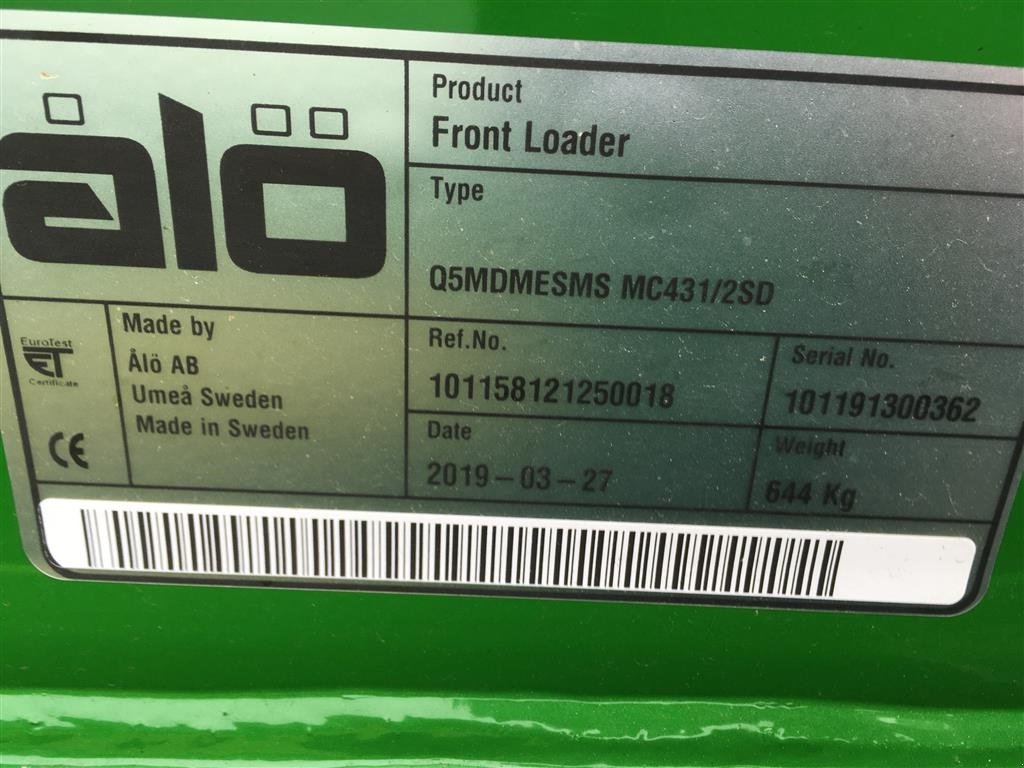 ålö
Product
Front Loader
Type
Q5MDMESMS MC431/2SD
EuroTest
ET
Certificate
CE
Made by
Ålö AB
Umeå Sweden
Made in Sweden
Ref.No.
101158121250018
Serial No.
101191300362
Date
2019-03-27
Weight
644 Kg